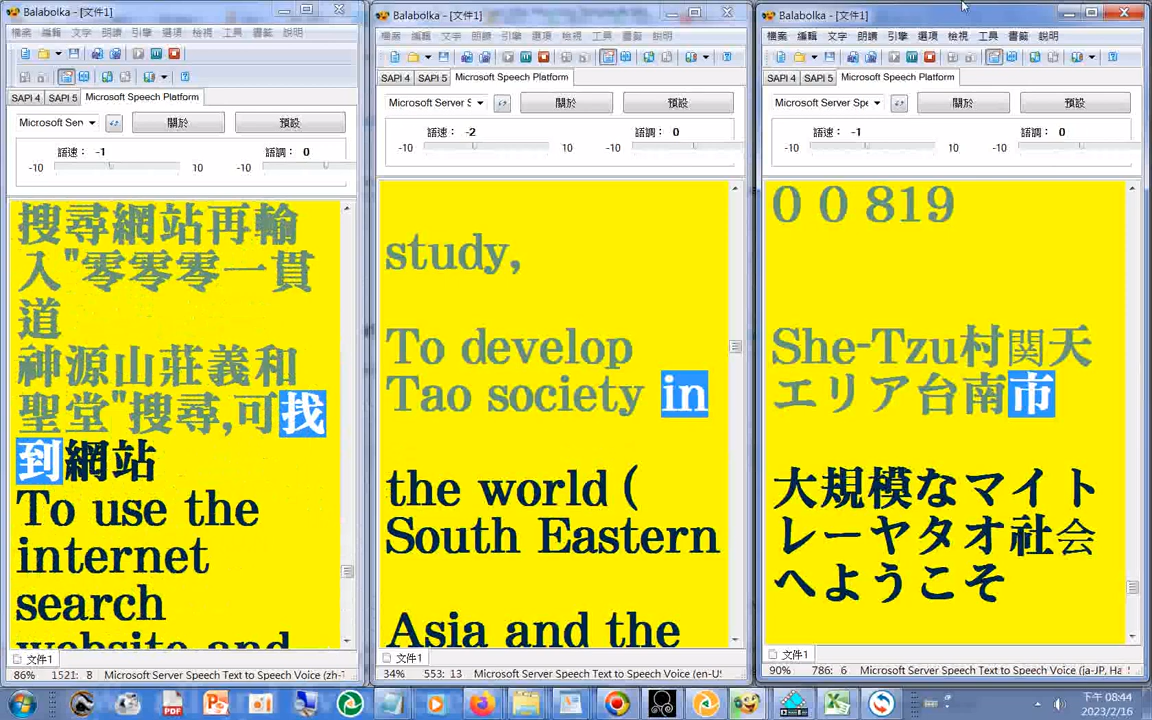 Balabolka - [文件1]
檔案 編輯 文字 朗讀 引擎 選項 檢視 工具 書籤 說明
SAPI 4 SAPI 5 Microsoft Speech Platform
Microsoft Ser 關於 預設
語速： -1 語調： 0
-10 10 -10
搜尋網站再輸
入"零零零一貫
道
神源山莊義和
聖堂"搜尋,可找
到網站
To use the
internet
search
website and
文件1
86% 1521: 8 Microsoft Server Speech Text to Speech Voice (zh-T
Balabolka - [文件1]
檔案 編輯 文字 朗讀 引擎 選項 檢視 工具 書籤 說明
SAPI 4 SAPI 5 Microsoft Speech Platform
Microsoft Server S 關於 預設
語速： -2 語調： 0
-10 10 -10
study,
To develop
Tao society in
the world (
South Eastern
Asia and the
文件1
34% 553: 13 Microsoft Server Speech Text to Speech Voice (en-US
Balabolka - [文件1]
檔案 編輯 文字 朗讀 引擎 選項 檢視 工具 書籤 說明
SAPI 4 SAPI 5 Microsoft Speech Platform
Microsoft Server Spe 關於 預設
語速： -1 語調： 0
-10 10 -10
0 0 819
She-Tzu村関天
エリア台南市
大規模なマイト
レーヤタオ社会
へようこそ
文件1
90% 786: 6 Microsoft Server Speech Text to Speech Voice (ja-JP, Ha
PDF
下午 08:44
2023/2/16